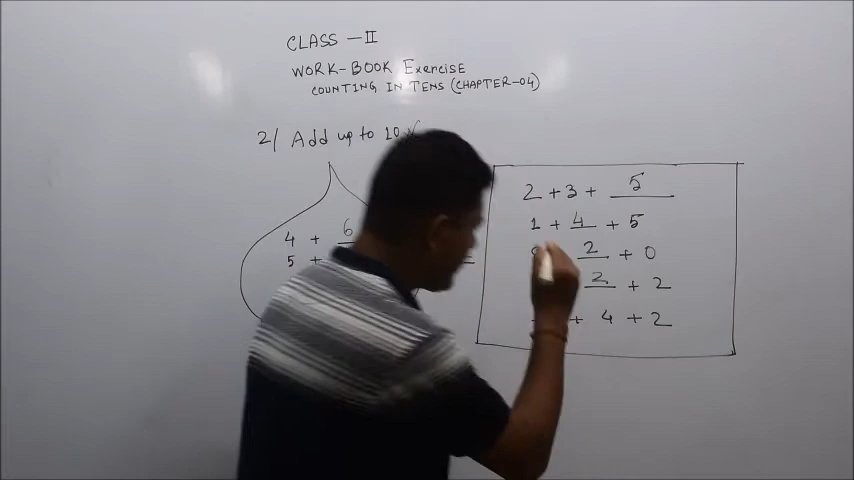 CLASS - II
WORK-BOOK Exercise
COUNTING IN TENS (CHAPTER-04)
2/ Add up to 10
4 + 6
5 +
2 + 3 + 5
1 + 4 + 5
2 + 0
2 + 2
+ 4 + 2